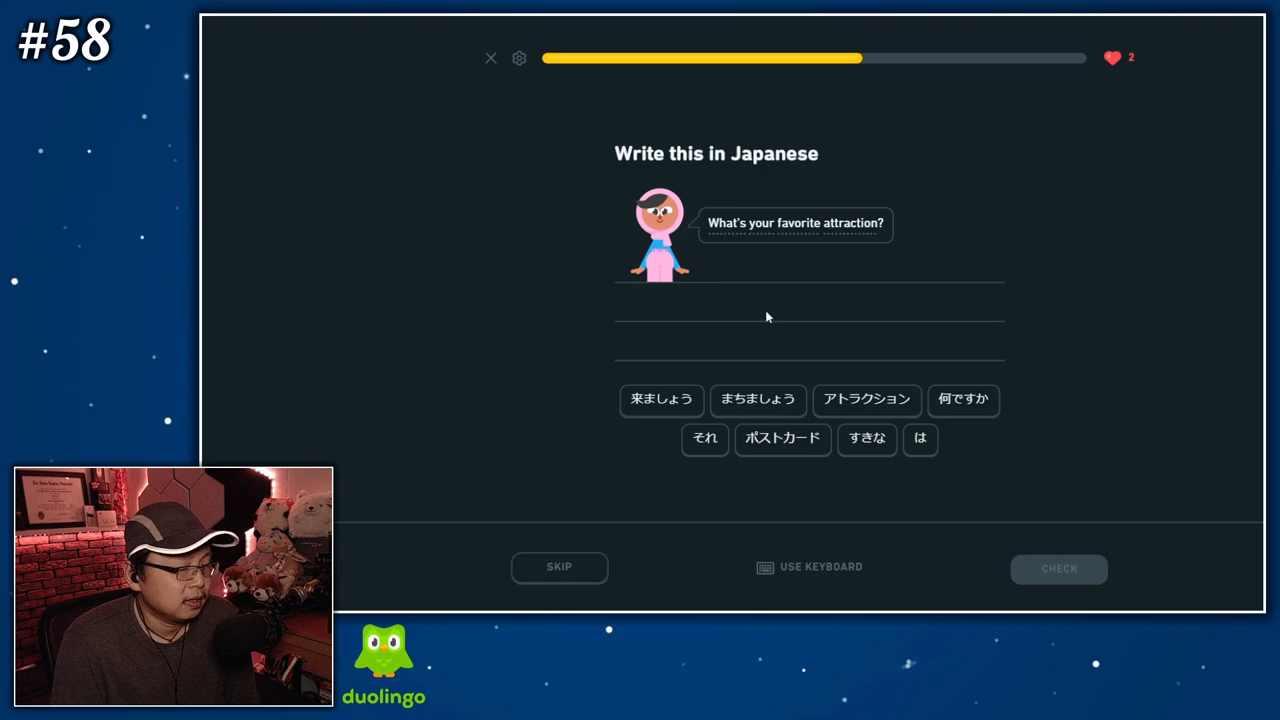 #58
2
Write this in Japanese
What's your favorite attraction?
来ましょう まちましょう アトラクション 何ですか
それ ポストカード すきな は
SKIP USE KEYBOARD CHECK
duolingo